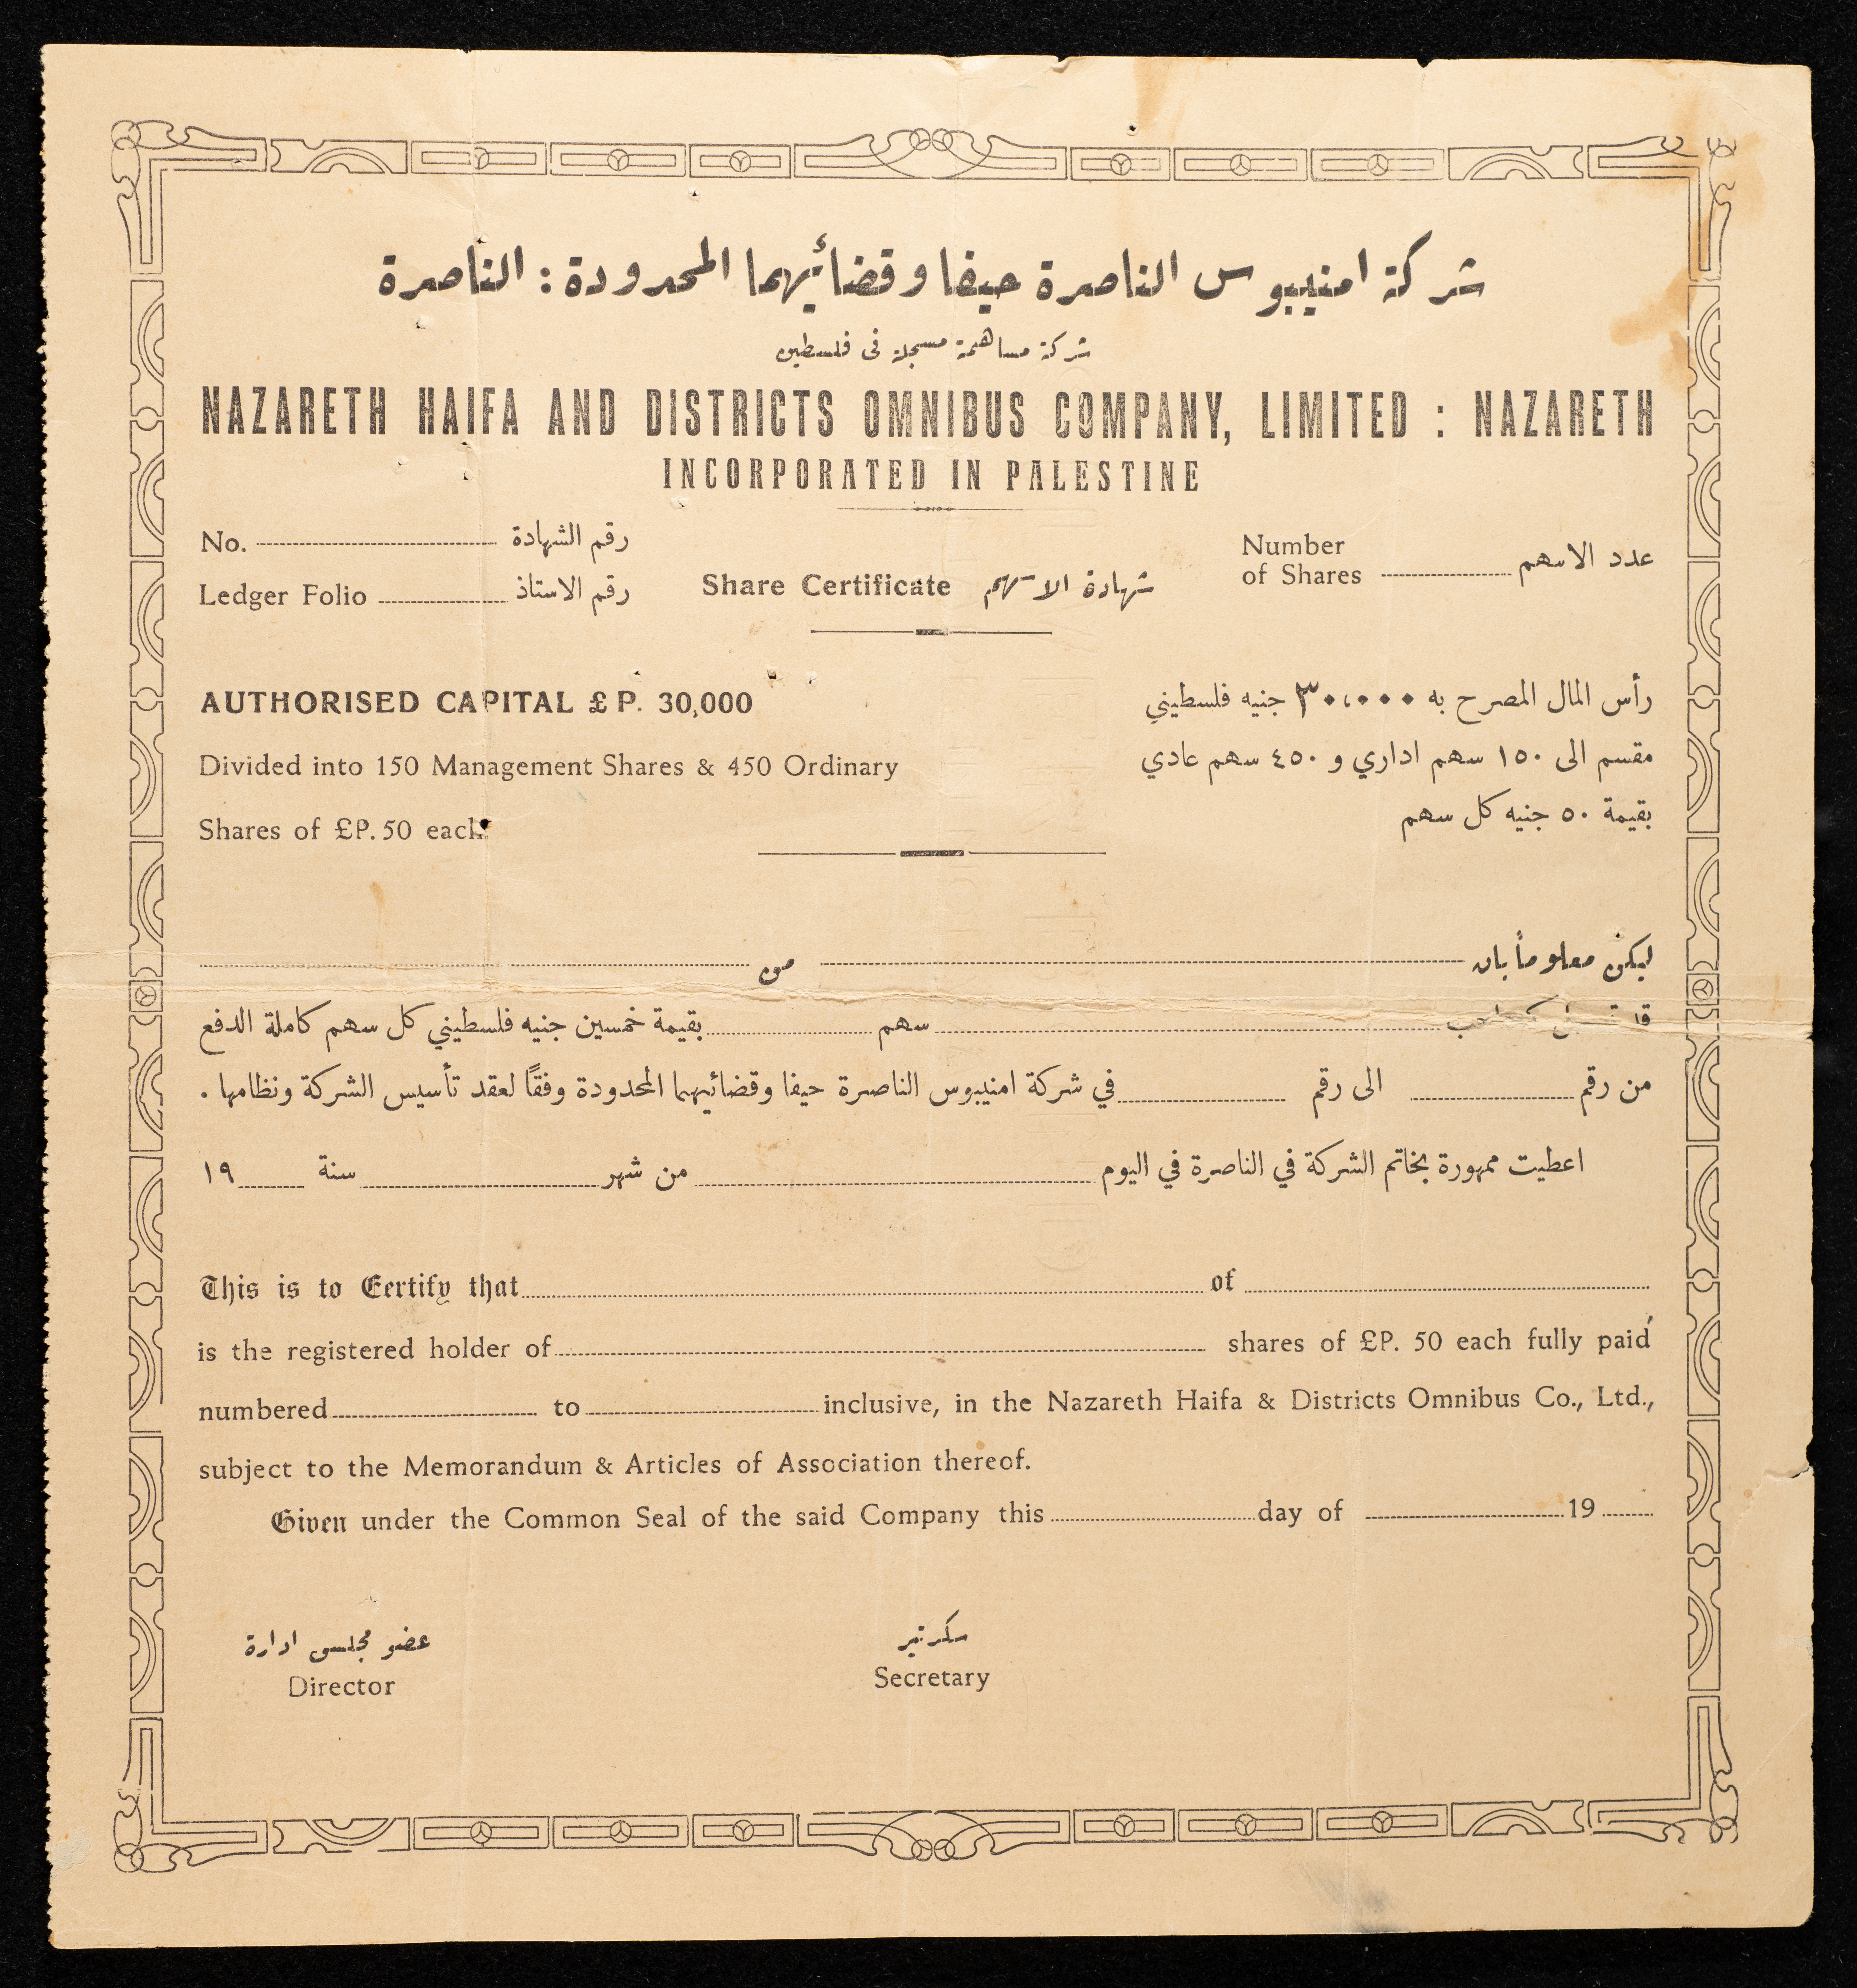 شركة امنيبوس الناصرة حيفا وقضائيهما المحدودة : الناصرة
شركة مساهمة مسجلة في فلسطين
NAZARETH HAIFA AND DISTRICTS OMNIBUS COMPANY, LIMITED : NAZARETH
INCORPORATED IN PALESTINE
No. رقم الشهادة
Ledger Folio رقم الاستاذ
Share Certificate شهادة الاسهم
Number of Shares عدد الاسهم
AUTHORISED CAPITAL £P. 30,000
Divided into 150 Management Shares & 450 Ordinary
Shares of £P. 50 each.
رأس المال المصرح به ٣٠،٠٠٠ جنيه فلسطيني
مقسم الى ١٥٠ سهم اداري و ٤٥٠ سهم عادي
بقيمة ٥٠ جنيه كل سهم
ليكن معلوماً بان من
سهم بقيمة خمسين جنيه فلسطيني كل سهم كاملة الدفع
من رقم الى رقم في شركة امنيبوس الناصرة حيفا وقضائيهما المحدودة وفقاً لعقد تأسيس الشركة ونظامها .
اعطيت ممهورة بخاتم الشركة في الناصرة في اليوم من شهر سنة ١٩
This is to Certify that of
is the registered holder of shares of £P. 50 each fully paid
numbered to inclusive, in the Nazareth Haifa & Districts Omnibus Co., Ltd.,
subject to the Memorandum & Articles of Association thereof.
Given under the Common Seal of the said Company this day of 19
عضو مجلس ادارة
Director
سكرتير
Secretary